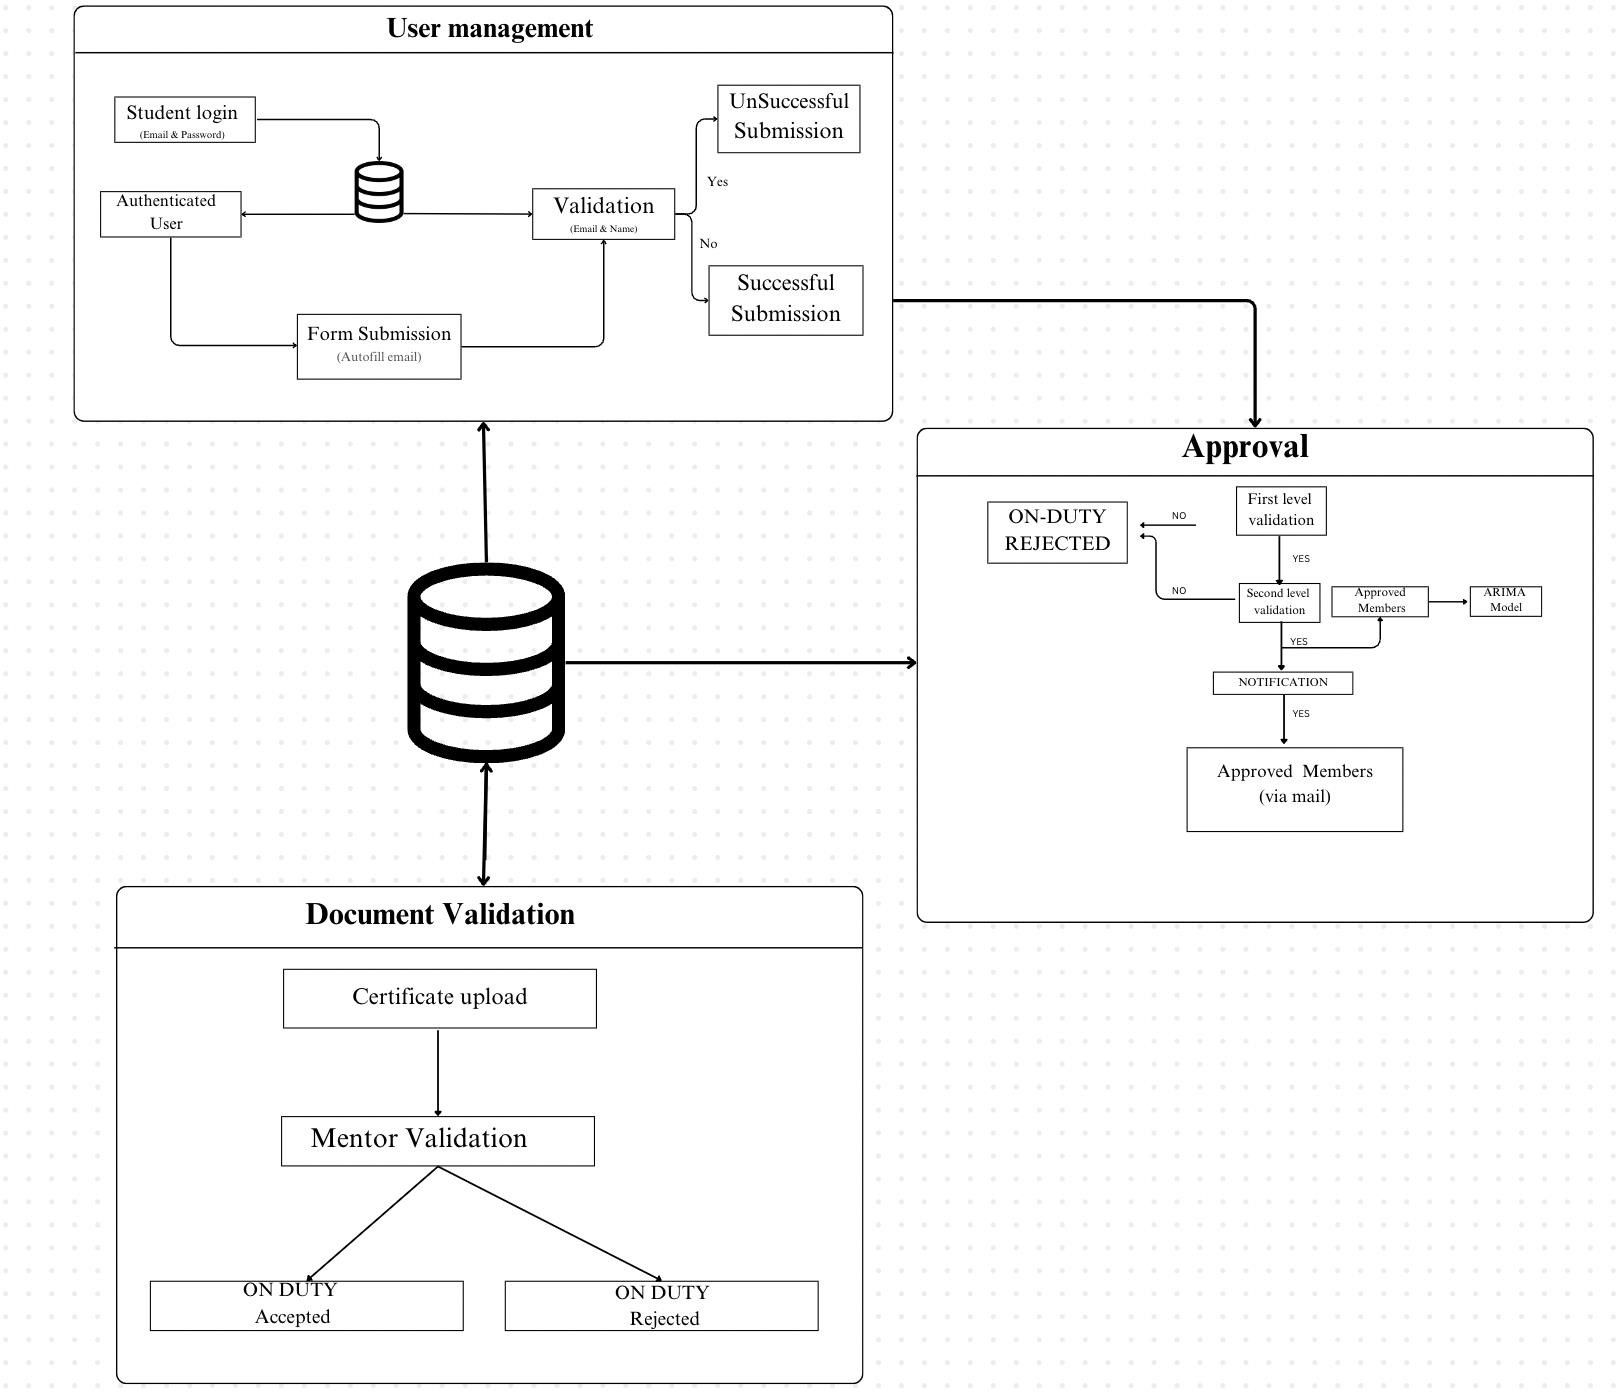 User management
Student login
(Email & Password)
UnSuccessful
Submission
Authenticated
User
Validation
(Email & Name)
Yes
No
Successful
Submission
Form Submission
(Autofill email)
Approval
ON-DUTY
REJECTED
NO
First level
validation
YES
NO
Second level
validation
Approved
Members
ARIMA
Model
YES
NOTIFICATION
YES
Approved Members
(via mail)
Document Validation
Certificate upload
Mentor Validation
ON DUTY
Accepted
ON DUTY
Rejected